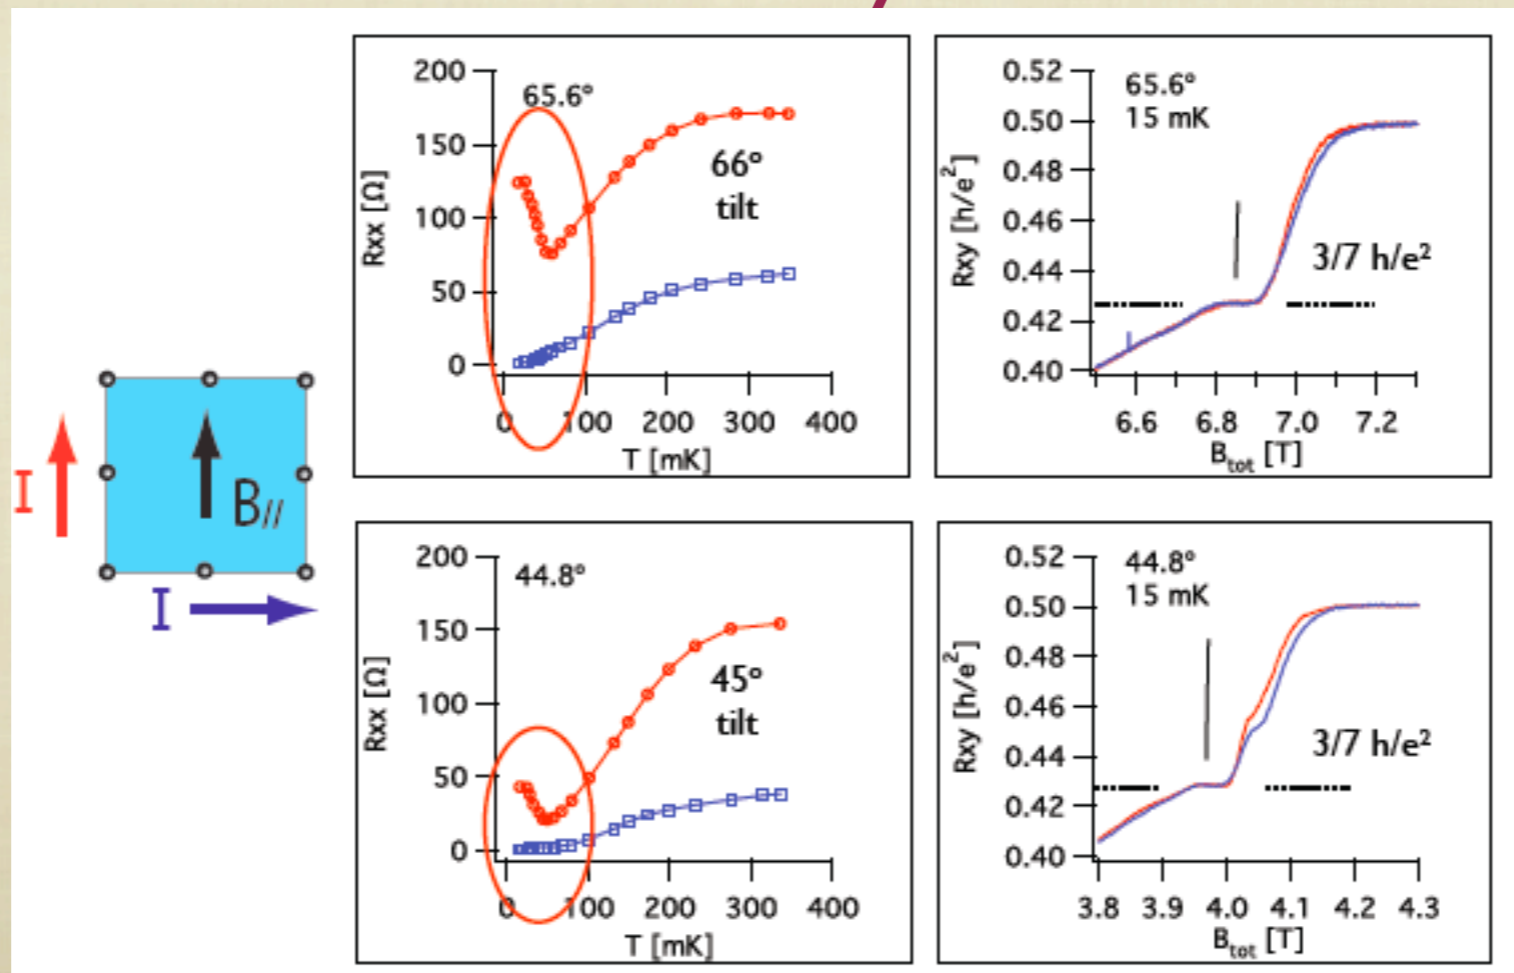 I
B//
I
65.6°
66°
tilt
200
150
100
50
0
Rxx [Ω]
0 100 200 300 400
T [mK]
65.6°
15 mK
0.52
0.50
0.48
0.46
0.44
0.42
0.40
Rxy [h/e²]
3/7 h/e²
6.6 6.8 7.0 7.2
Btot [T]
44.8°
45°
tilt
200
150
100
50
0
Rxx [Ω]
0 100 200 300 400
T [mK]
44.8°
15 mK
0.52
0.50
0.48
0.46
0.44
0.42
0.40
Rxy [h/e²]
3/7 h/e²
3.8 3.9 4.0 4.1 4.2 4.3
Btot [T]